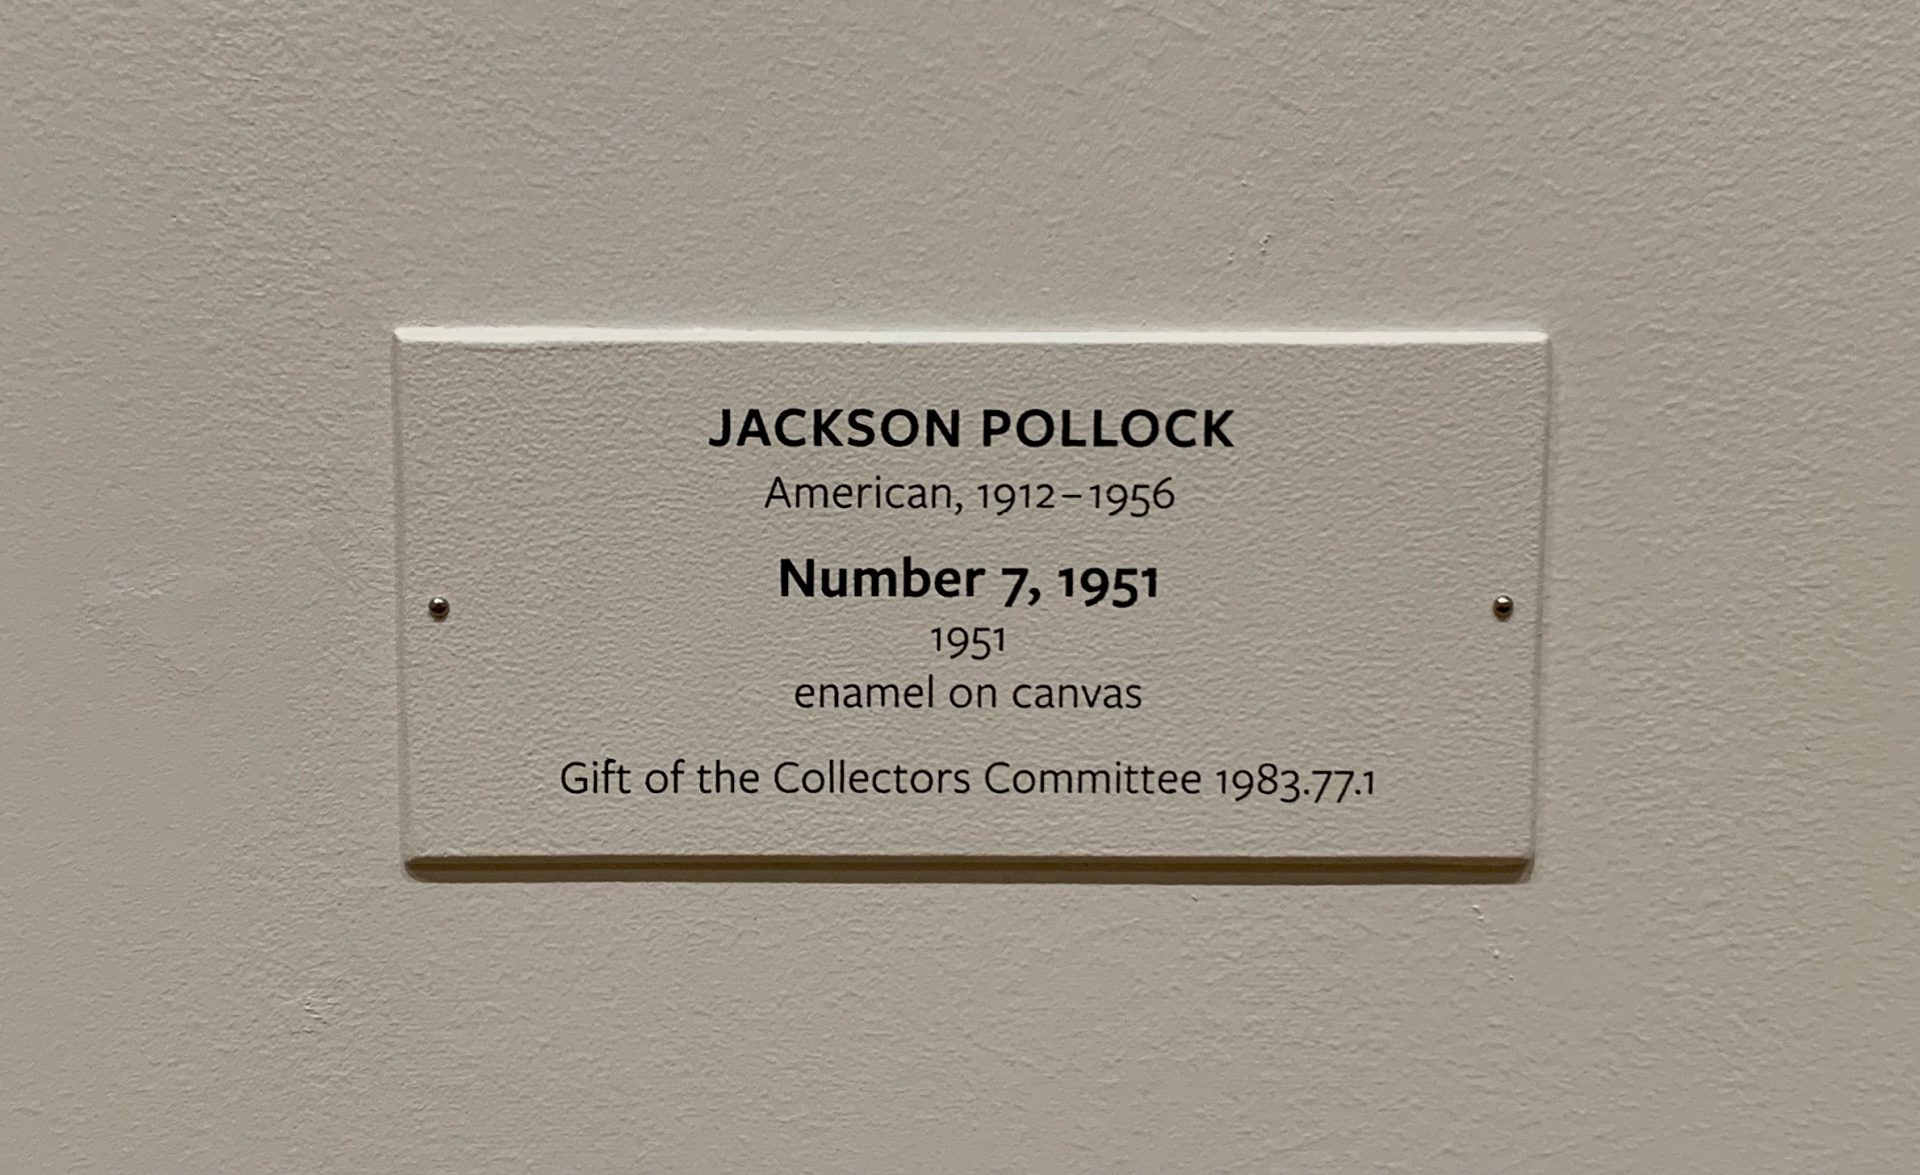 JACKSON POLLOCK
American, 1912–1956
Number 7, 1951
1951
enamel on canvas
Gift of the Collectors Committee 1983.77.1